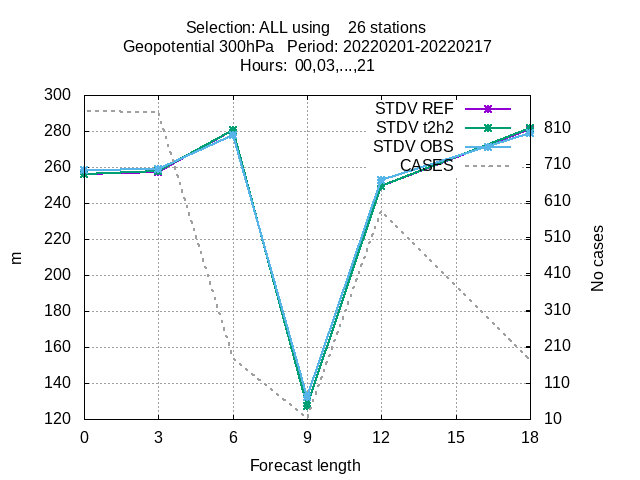 Selection: ALL using    26 stations
Geopotential 300hPa   Period: 20220201-20220217
Hours:  00,03,...,21
300
280
260
240
220
200
180
160
140
120
m
STDV REF
STDV t2h2
STDV OBS
CASES
810
710
610
510
410
310
210
110
10
No cases
0 3 6 9 12 15 18
Forecast length